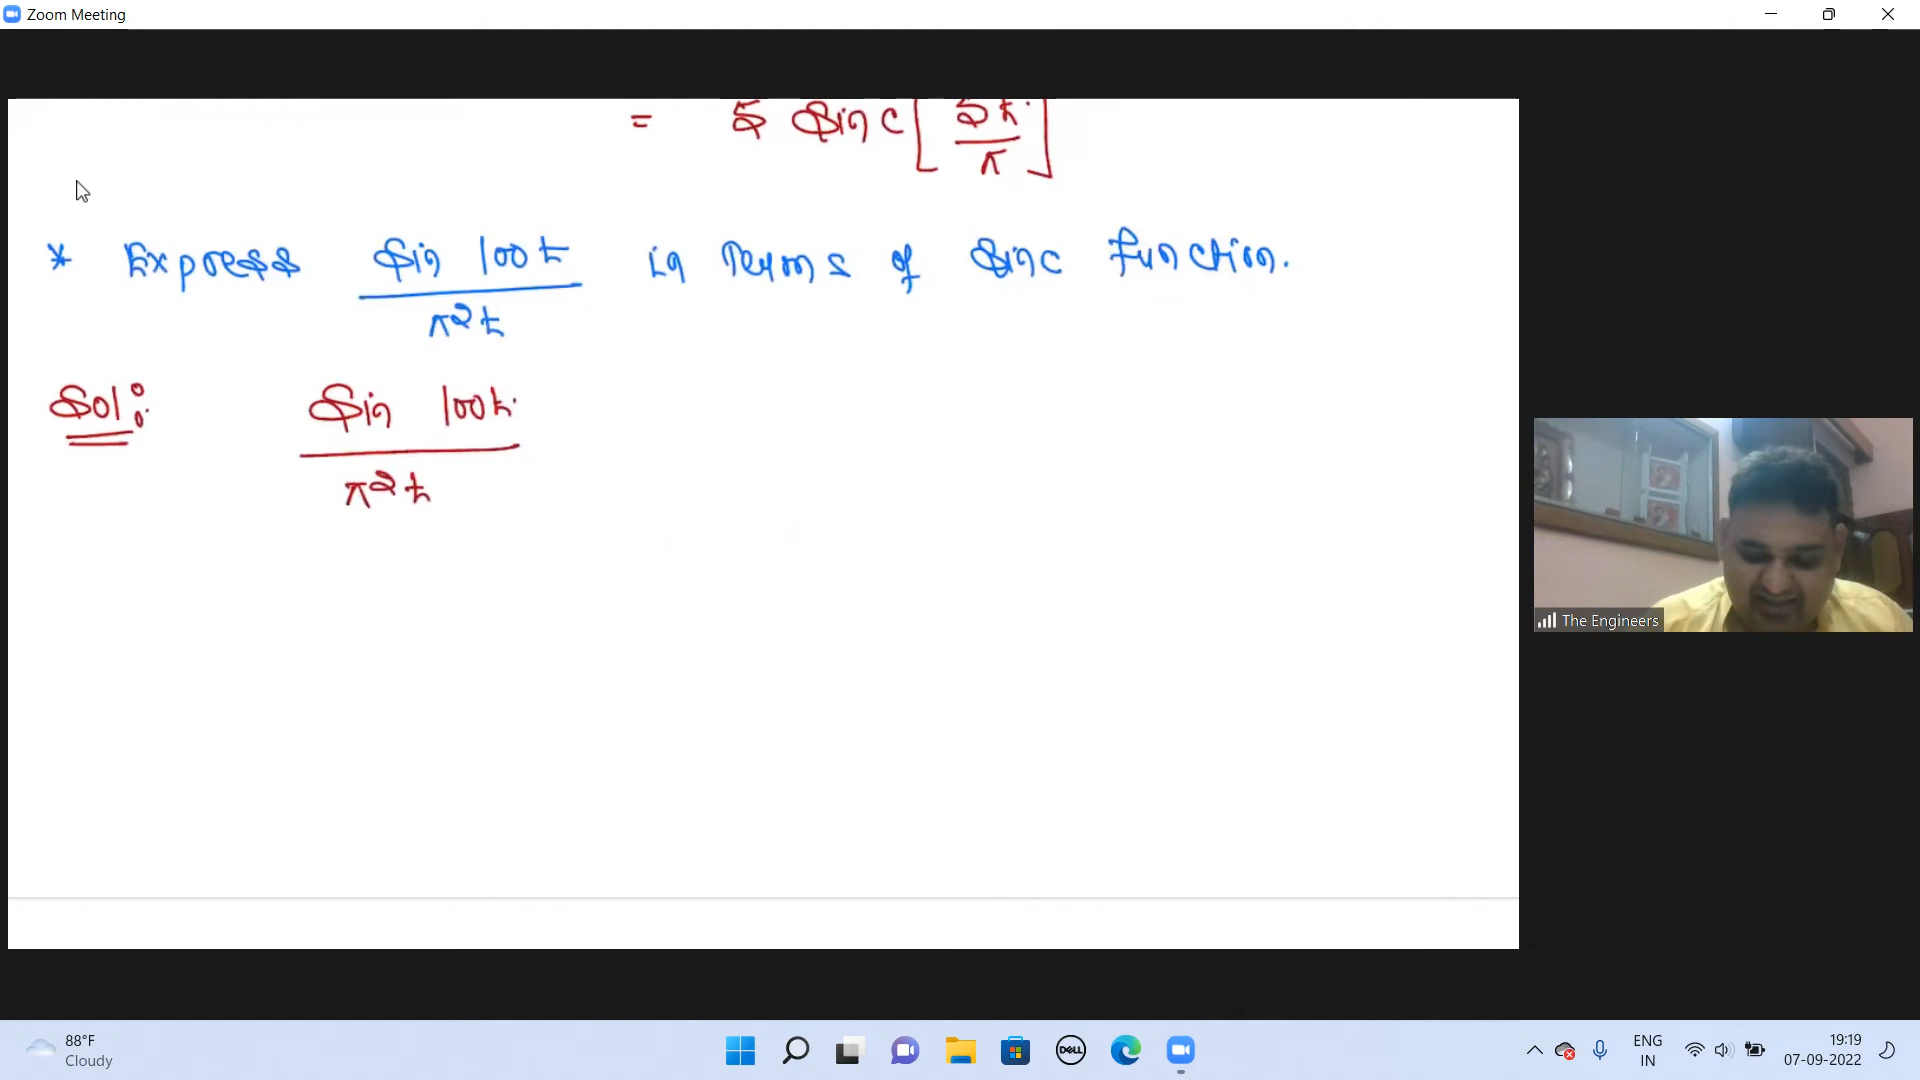 Zoom Meeting
= 5 Sinc [ 5t / π ]
* Express Sin 100t / π²t in Terms of Sinc function.
Sol: Sin 100t / π²t
The Engineers
88°F
Cloudy
DELL
ENG
IN
19:19
07-09-2022